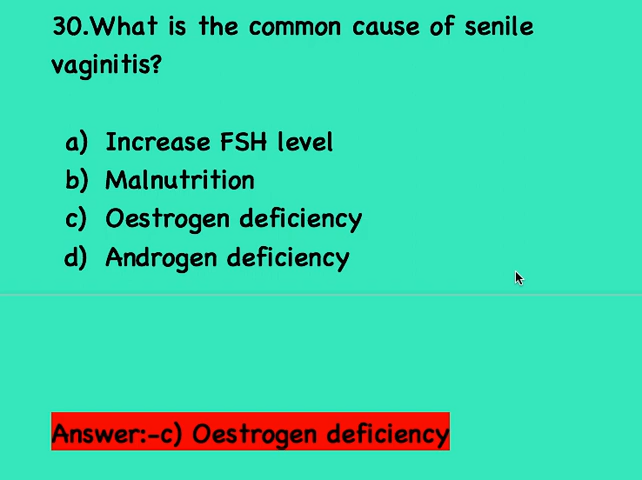 30.What is the common cause of senile
vaginitis?
a) Increase FSH level
b) Malnutrition
c) Oestrogen deficiency
d) Androgen deficiency
Answer:-c) Oestrogen deficiency